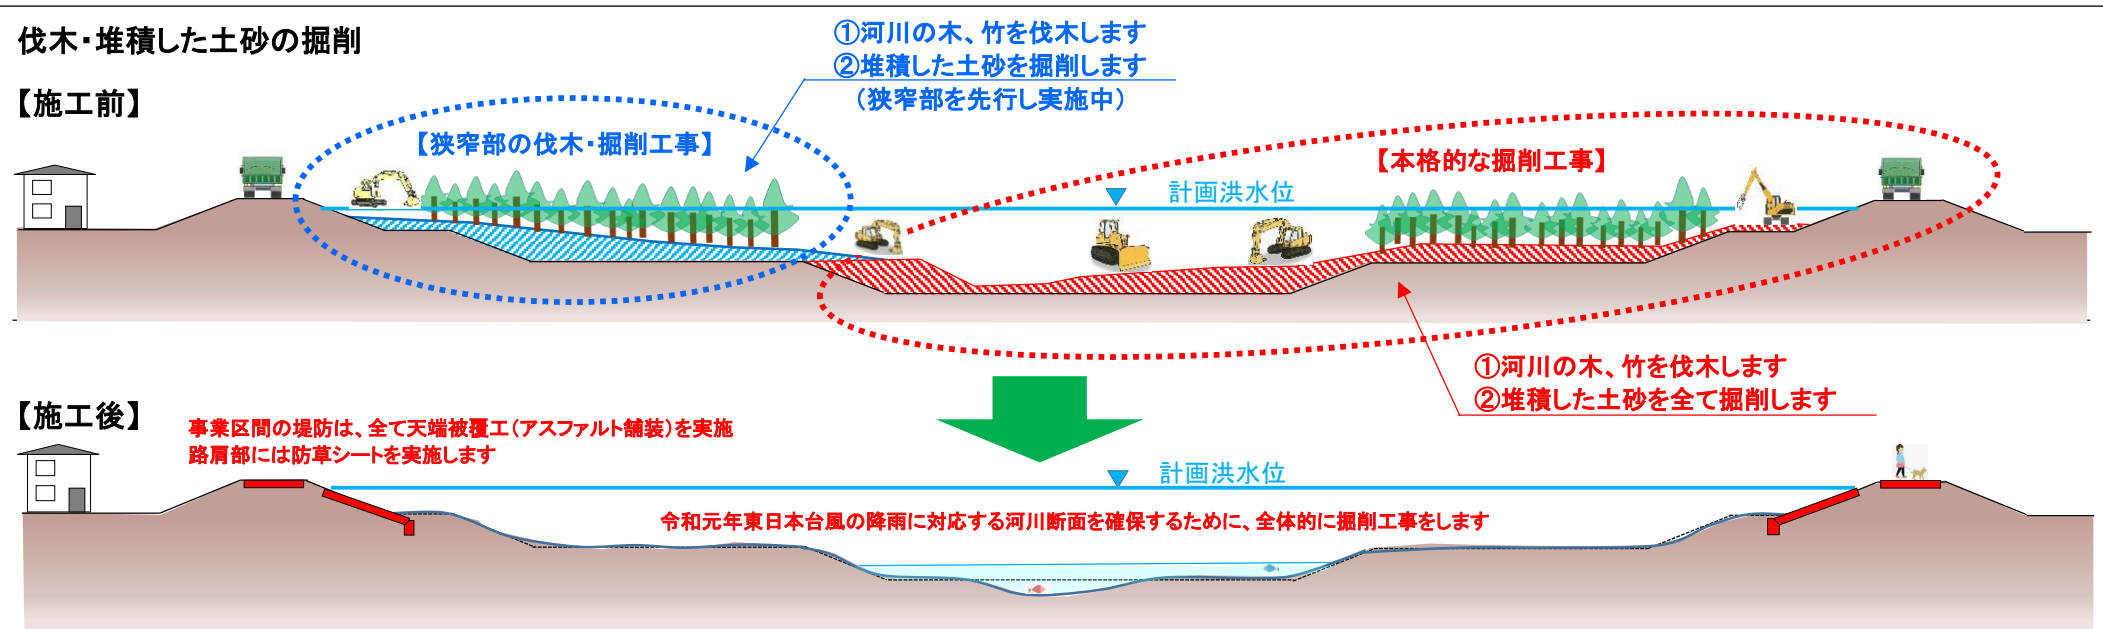 伐木・堆積した土砂の掘削
①河川の木、竹を伐木します
②堆積した土砂を掘削します
（狭窄部を先行し実施中）
【施工前】
【狭窄部の伐木・掘削工事】
【本格的な掘削工事】
計画洪水位
①河川の木、竹を伐木します
②堆積した土砂を全て掘削します
【施工後】
事業区間の堤防は、全て天端被覆工（アスファルト舗装）を実施
路肩部には防草シートを実施します
計画洪水位
令和元年東日本台風の降雨に対応する河川断面を確保するために、全体的に掘削工事をします